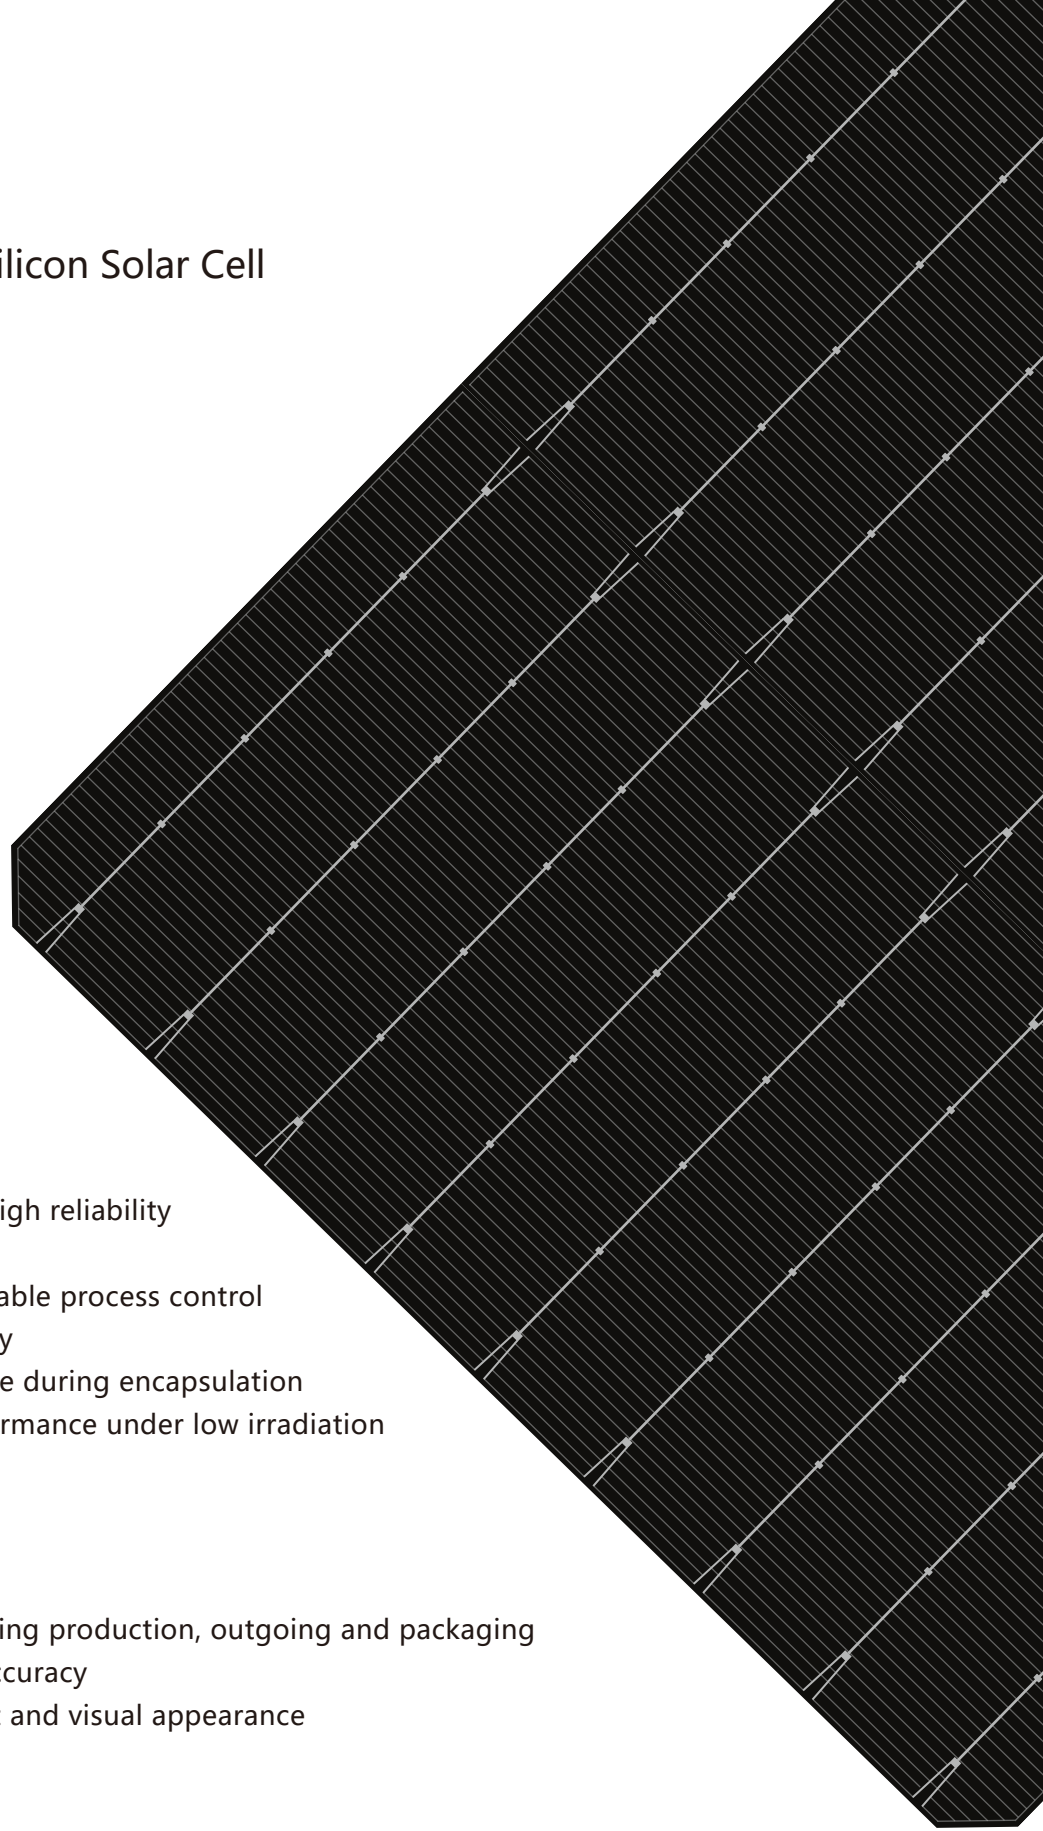 ilicon Solar Cell
igh reliability
able process control
y
e during encapsulation
rmance under low irradiation
ing production, outgoing and packaging
ccuracy
and visual appearance